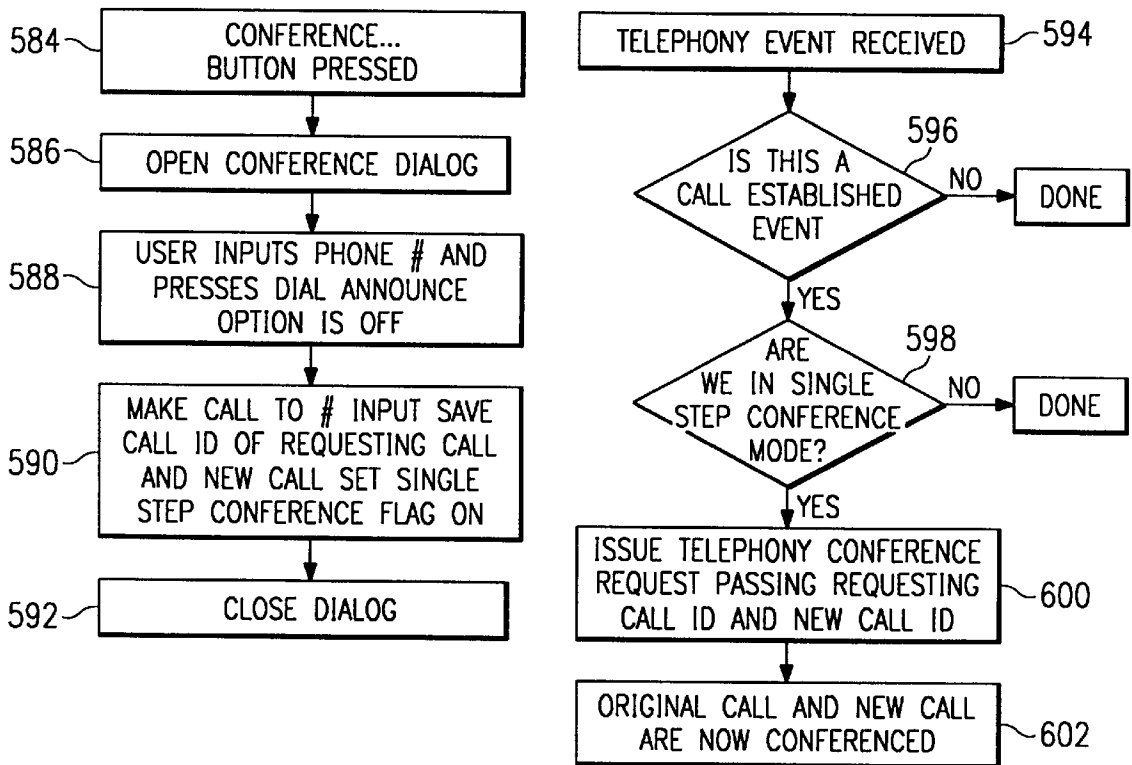 584
CONFERENCE...
BUTTON PRESSED
586
OPEN CONFERENCE DIALOG
588
USER INPUTS PHONE # AND
PRESSES DIAL ANNOUNCE
OPTION IS OFF
590
MAKE CALL TO # INPUT SAVE
CALL ID OF REQUESTING CALL
AND NEW CALL SET SINGLE
STEP CONFERENCE FLAG ON
592
CLOSE DIALOG
TELEPHONY EVENT RECEIVED
594
596
IS THIS A
CALL ESTABLISHED
EVENT
NO
DONE
YES
598
ARE
WE IN SINGLE
STEP CONFERENCE
MODE?
NO
DONE
YES
ISSUE TELEPHONY CONFERENCE
REQUEST PASSING REQUESTING
CALL ID AND NEW CALL ID
600
ORIGINAL CALL AND NEW CALL
ARE NOW CONFERENCED
602